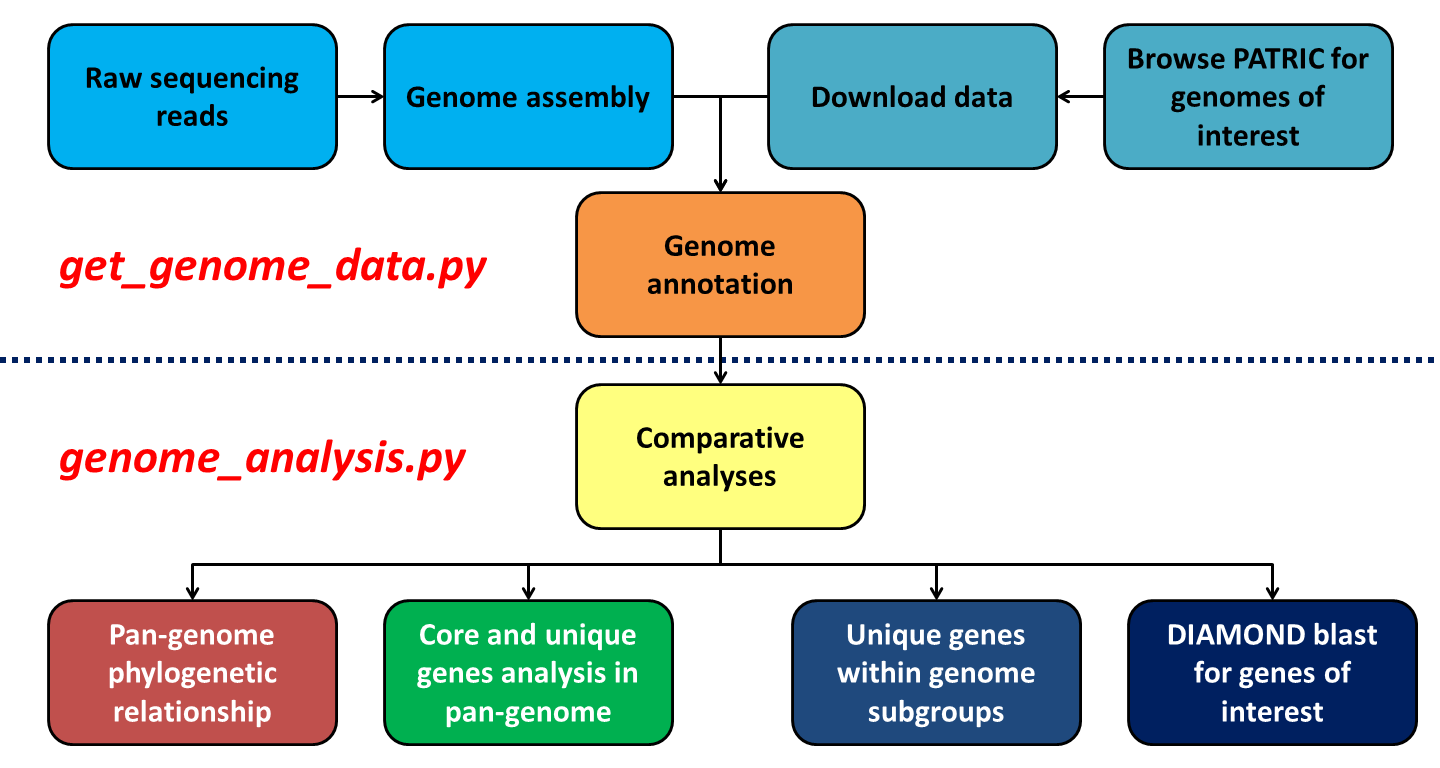 Raw sequencing
reads
Genome assembly
Download data
Browse PATRIC for
genomes of
interest
Genome
annotation
get_genome_data.py
Comparative
analyses
genome_analysis.py
Pan-genome
phylogenetic
relationship
Core and unique
genes analysis in
pan-genome
Unique genes
within genome
subgroups
DIAMOND blast
for genes of
interest